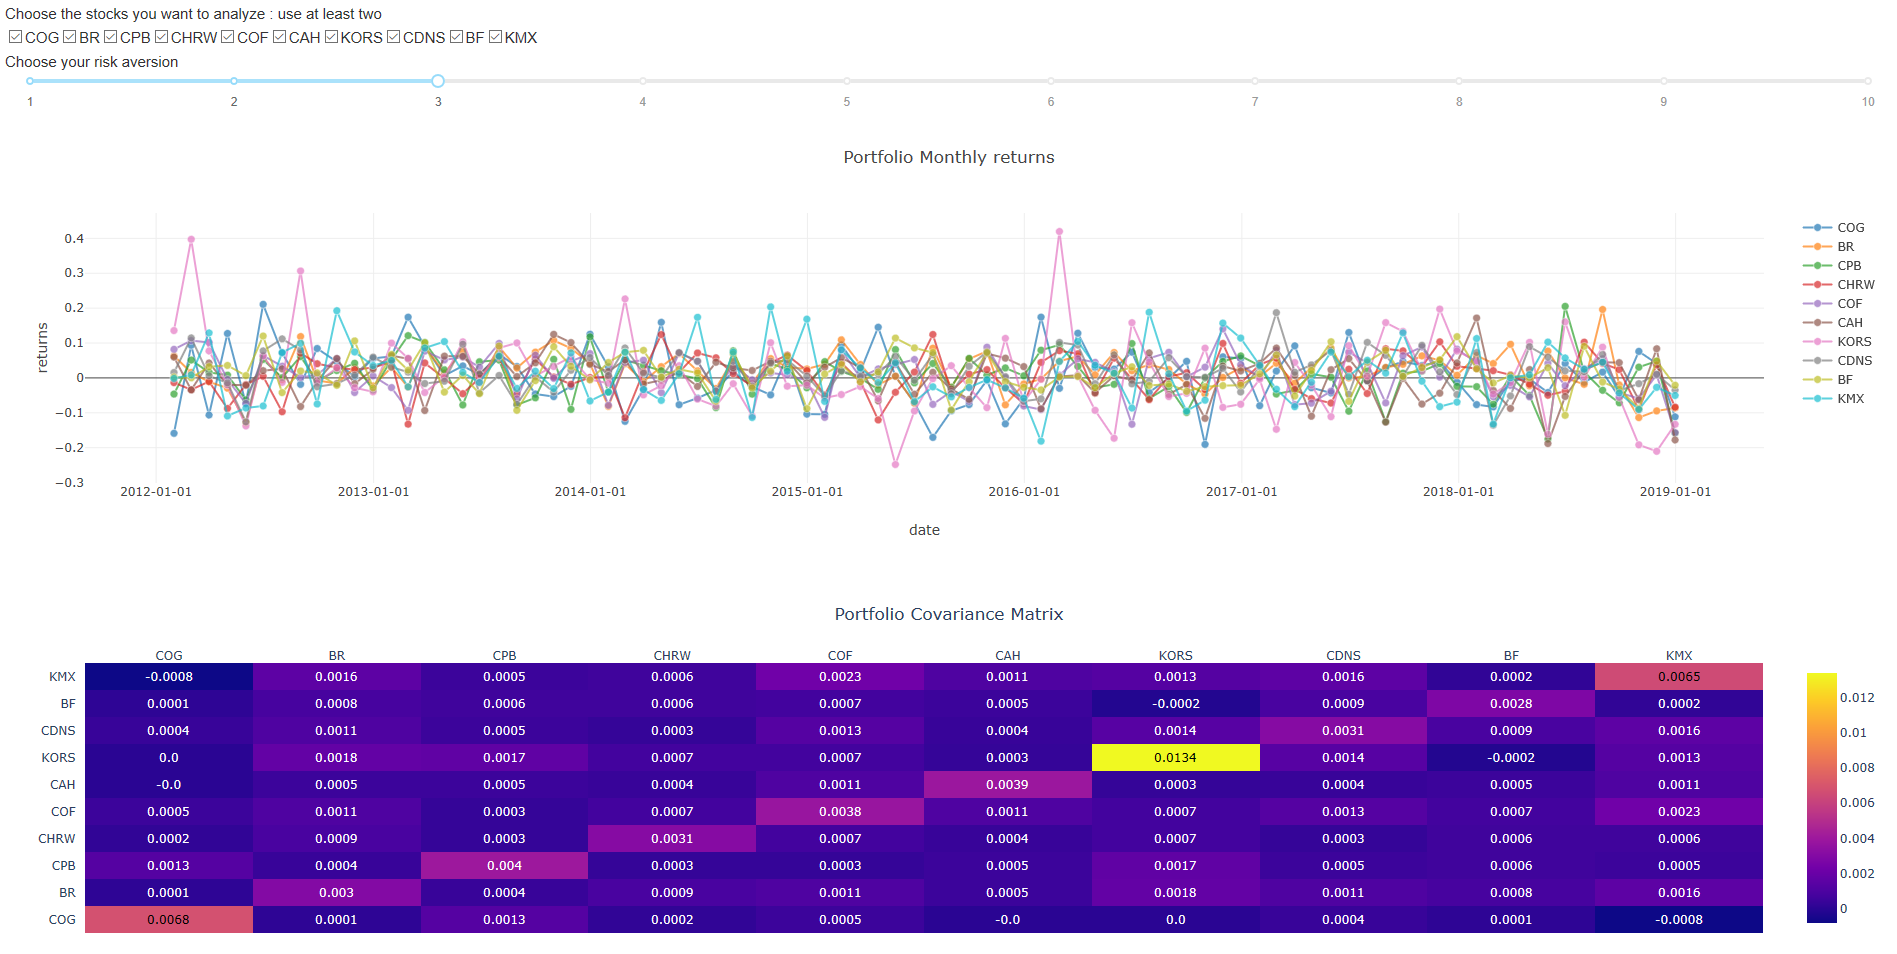 Choose the stocks you want to analyze : use at least two
COG BR CPB CHRW COF CAH KORS CDNS BF KMX
Choose your risk aversion
1 2 3 4 5 6 7 8 9 10
Portfolio Monthly returns
returns
0.4
0.3
0.2
0.1
0
−0.1
−0.2
−0.3
2012-01-01 2013-01-01 2014-01-01 2015-01-01 2016-01-01 2017-01-01 2018-01-01 2019-01-01
date
COG
BR
CPB
CHRW
COF
CAH
KORS
CDNS
BF
KMX
Portfolio Covariance Matrix
COG BR CPB CHRW COF CAH KORS CDNS BF KMX
KMX -0.0008 0.0016 0.0005 0.0006 0.0023 0.0011 0.0013 0.0016 0.0002 0.0065
BF 0.0001 0.0008 0.0006 0.0006 0.0007 0.0005 -0.0002 0.0009 0.0028 0.0002
CDNS 0.0004 0.0011 0.0005 0.0003 0.0013 0.0004 0.0014 0.0031 0.0009 0.0016
KORS 0.0 0.0018 0.0017 0.0007 0.0007 0.0003 0.0134 0.0014 -0.0002 0.0013
CAH -0.0 0.0005 0.0005 0.0004 0.0011 0.0039 0.0003 0.0004 0.0005 0.0011
COF 0.0005 0.0011 0.0003 0.0007 0.0038 0.0011 0.0007 0.0013 0.0007 0.0023
CHRW 0.0002 0.0009 0.0003 0.0031 0.0007 0.0004 0.0007 0.0003 0.0006 0.0006
CPB 0.0013 0.0004 0.004 0.0003 0.0003 0.0005 0.0017 0.0005 0.0006 0.0005
BR 0.0001 0.003 0.0004 0.0009 0.0011 0.0005 0.0018 0.0011 0.0008 0.0016
COG 0.0068 0.0001 0.0013 0.0002 0.0005 -0.0 0.0 0.0004 0.0001 -0.0008
0.012
0.01
0.008
0.006
0.004
0.002
0